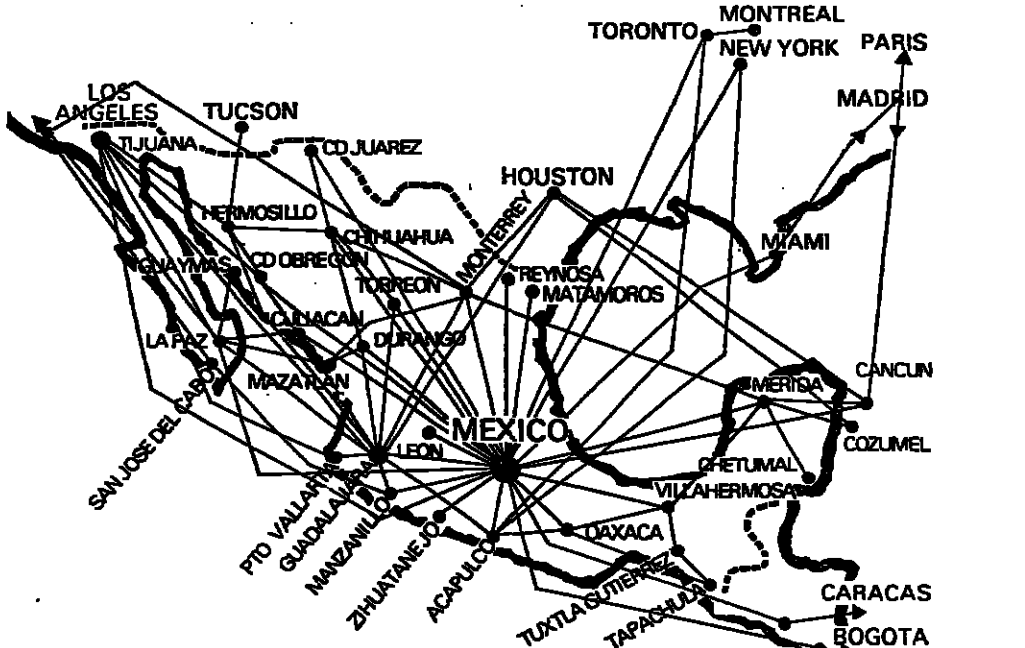 MONTREAL
TORONTO
NEW YORK
PARIS
LOS
ANGELES
MADRID
TUCSON
TIJUANA
CD JUAREZ
HOUSTON
HERMOSILLO
CHIHUAHUA
MONTERREY
MIAMI
GUAYMAS
CD OBREGON
REYNOSA
TORREON
MATAMOROS
CULIACAN
LA PAZ
DURANGO
CANCUN
MAZATLAN
MERIDA
SAN JOSE DEL CABO
MEXICO
COZUMEL
LEON
CHETUMAL
VILLAHERMOSA
PTO VALLARTA
GUADALAJARA
MANZANILLO
ZIHUATANEJO
ACAPULCO
OAXACA
TUXTLA GUTIERREZ
TAPACHULA
CARACAS
BOGOTA